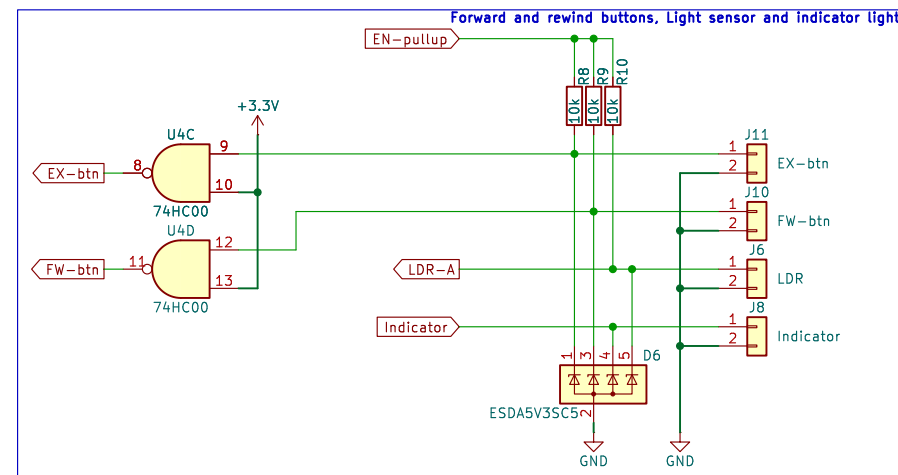 Forward and rewind buttons, Light sensor and indicator light
EN-pullup
R8
R9
R10
10k
10k
10k
+3.3V
U4C
9
8
10
EX-btn
74HC00
U4D
12
11
13
FW-btn
74HC00
J11
1
2
EX-btn
J10
1
2
FW-btn
LDR-A
J6
1
2
LDR
Indicator
J8
1
2
Indicator
1
3
4
5
D6
ESDA5V3SC5
2
GND
GND